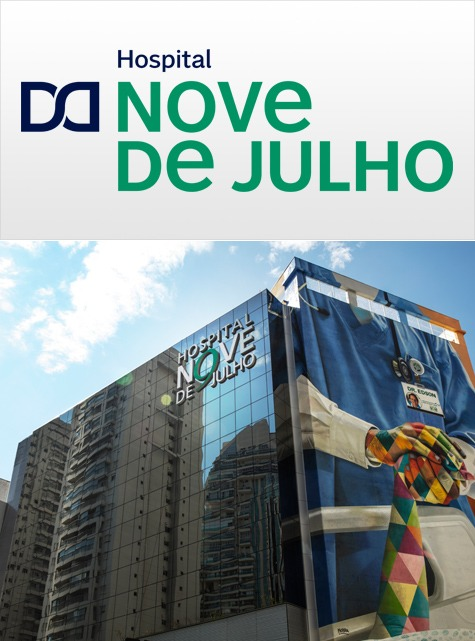 Hospital
NOVe
De JULHO
HOSPITAL
NOVE
DE JULHO
DR. EDSON